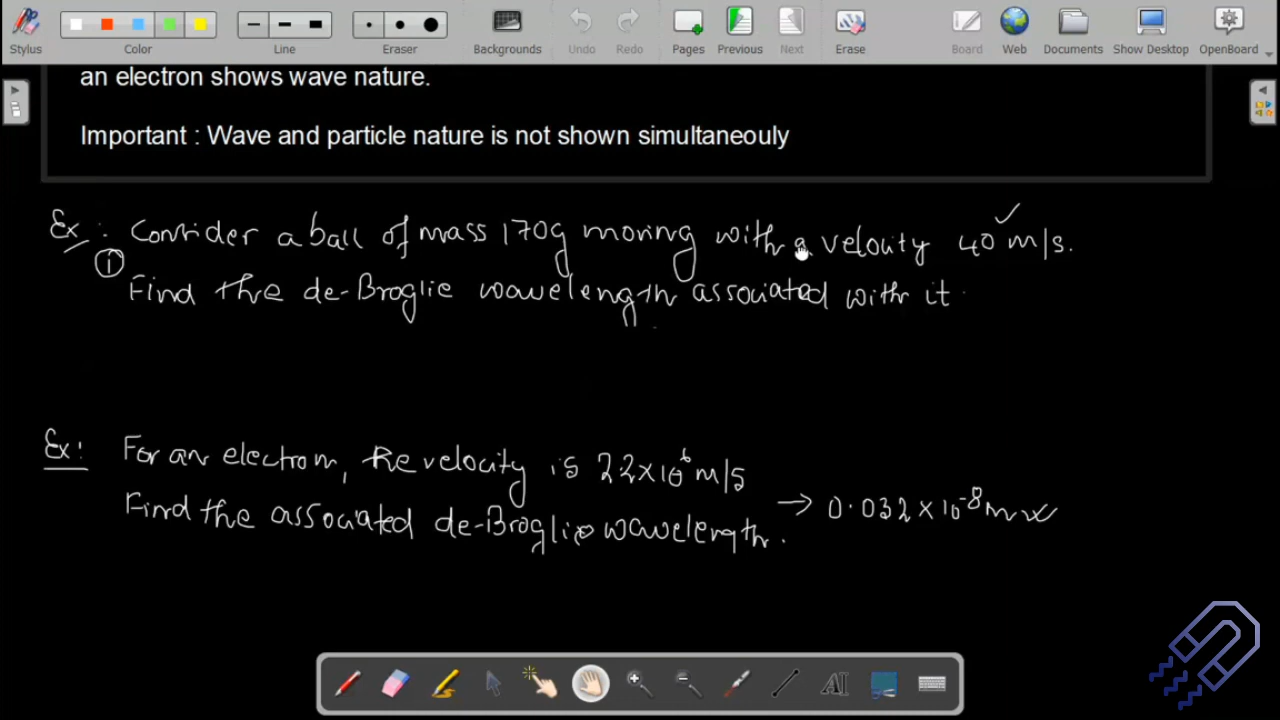 Stylus Color Line Eraser Backgrounds Undo Redo Pages Previous Next Erase Board Web Documents Show Desktop OpenBoard
an electron shows wave nature.
Important : Wave and particle nature is not shown simultaneouly
Ex: Consider a ball of mass 170g moving with a velocity 40 m/s.
① Find the de-Broglie wavelength associated with it
Ex: For an electron, the velocity is 2.2×10⁶ m/s
Find the associated de-Broglie wavelength. → 0.032×10⁻⁸ m
AI